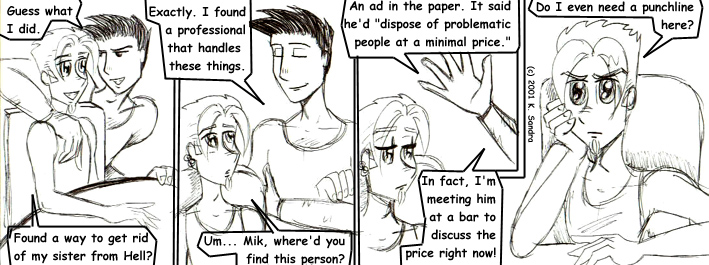 Guess what
I did.
Found a way to get rid
of my sister from Hell?
Exactly. I found
a professional
that handles
these things.
Um... Mik, where'd you
find this person?
An ad in the paper. It said
he'd "dispose of problematic
people at a minimal price."
In fact, I'm
meeting him
at a bar to
discuss the
price right now!
Do I even need a punchline
here?
(c) 2001 K. Sandra